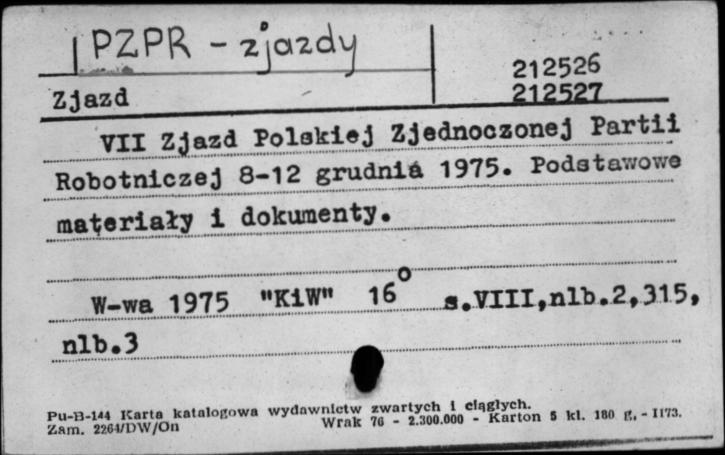 PZPR - zjazdy
212526
Zjazd
212527
VII Zjazd Polskiej Zjednoczonej Partii
Robotniczej 8-12 grudnia 1975. Podstawowe
materiały i dokumenty.
W-wa 1975 "KiW" 16° s.VIII,nlb.2,315,
nlb.3
Pu-B-144 Karta katalogowa wydawnictw zwartych i ciągłych.
Zam. 2264/DW/On Wrak 76 - 2.300.000 - Karton 5 kl. 180 g. - 1173.